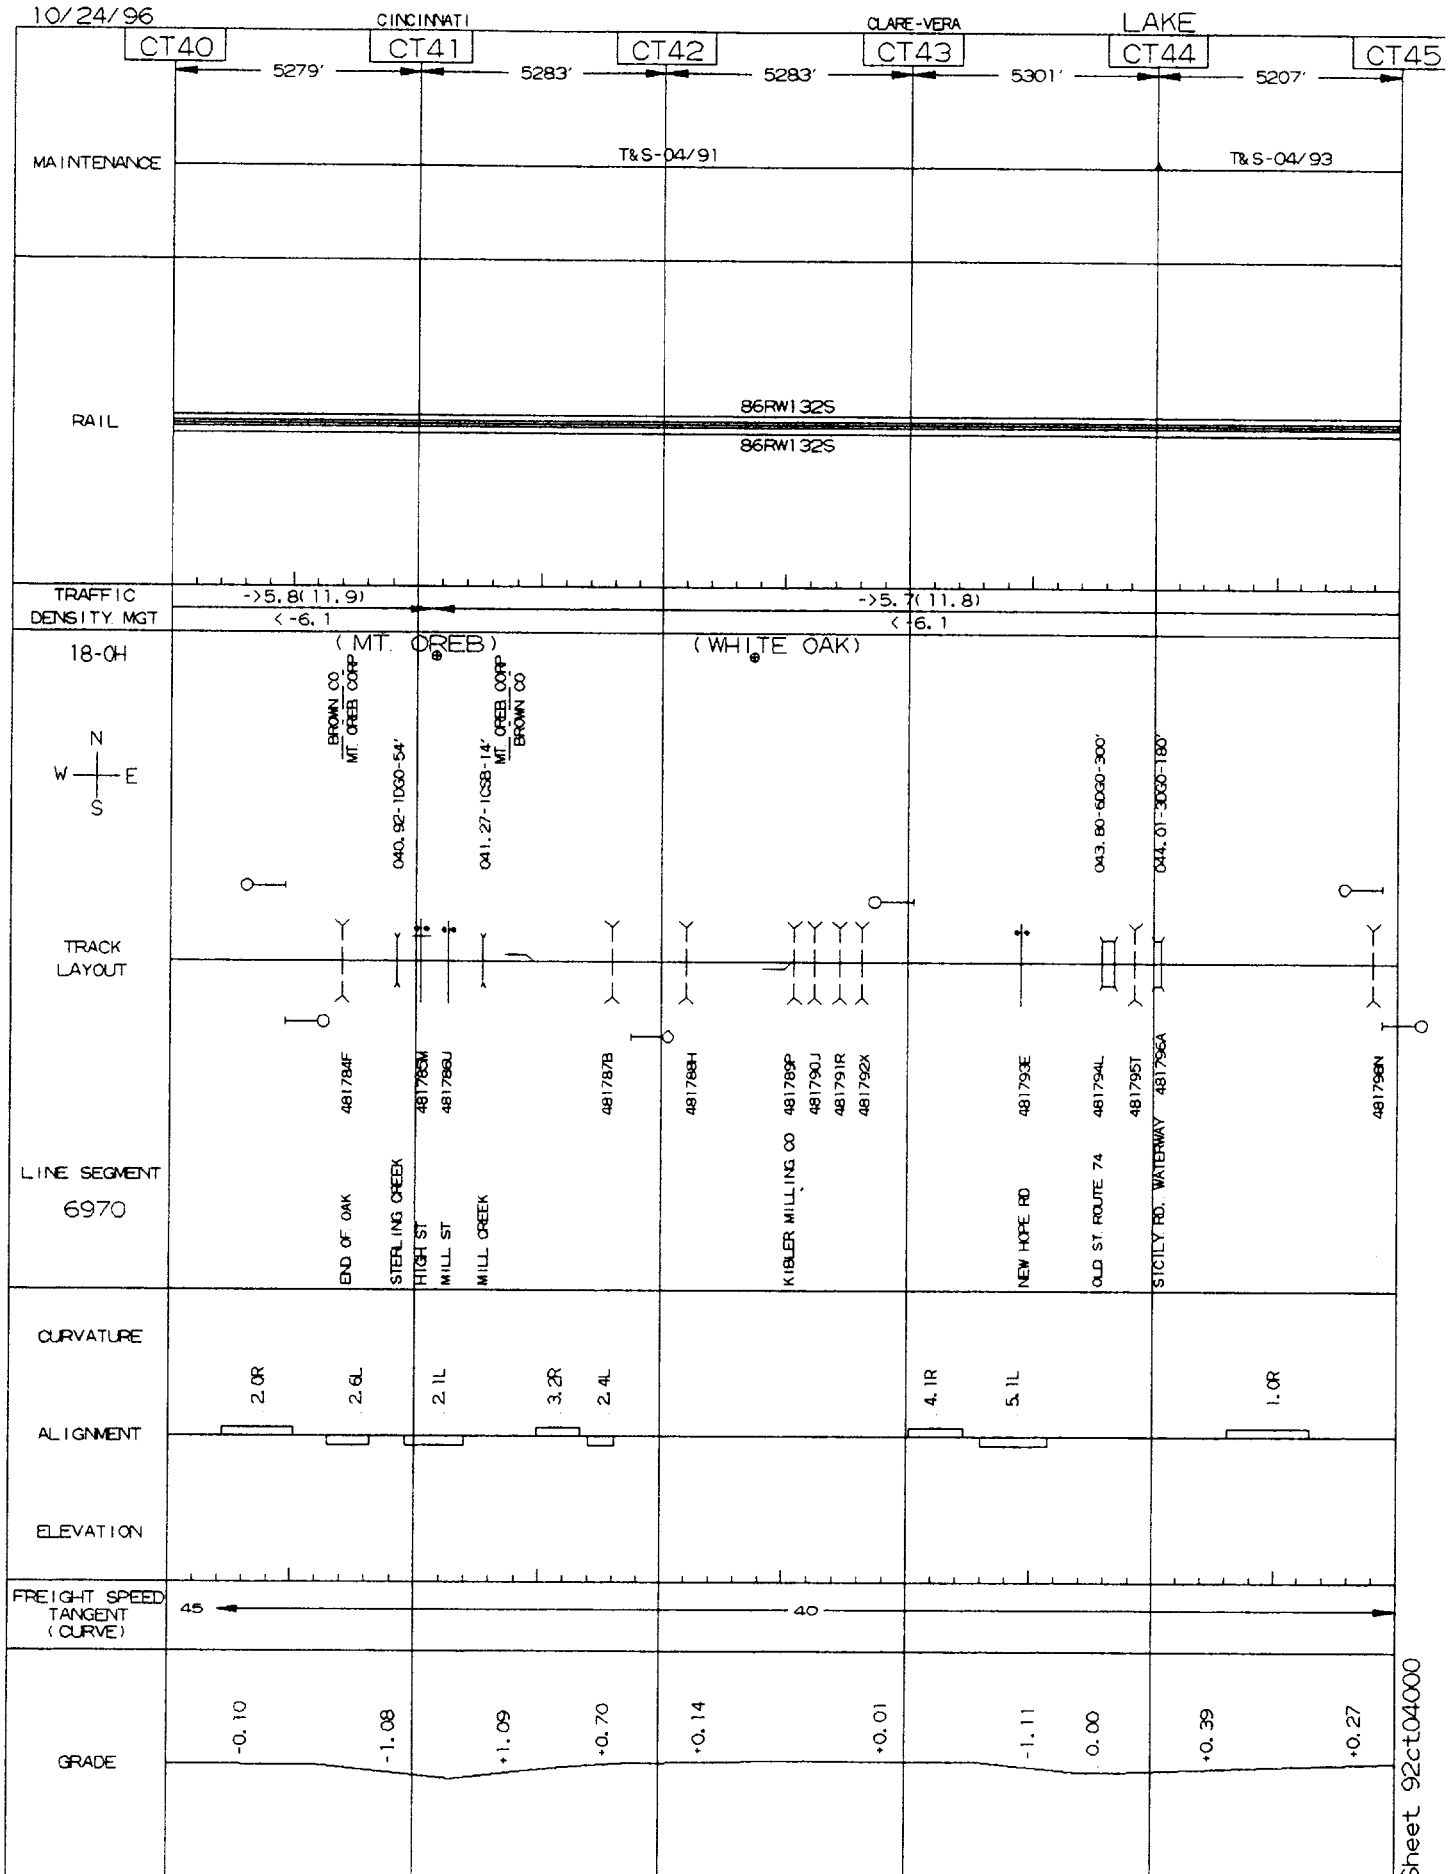 10/24/96
CINCINNATI
CLARE-VERA
LAKE
CT40
CT41
CT42
CT43
CT44
CT45
5279'
5283'
5283'
5301'
5207'
MAINTENANCE
T&S-04/91
T&S-04/93
RAIL
86RW132S
86RW132S
TRAFFIC
DENSITY MGT
->5.8(11.9)
<-6.1
->5.7(11.8)
<-6.1
18-OH
(MT. OREB)
(WHITE OAK)
BROWN CO
MT. OREB CORP
MT. OREB CORP
BROWN CO
N
W E
S
040.92-1DGO-54'
041.27-1CSB-14'
043.80-6DGO-300'
044.01-3DGO-180'
TRACK
LAYOUT
481784F
481785M
481786U
481787B
481788H
481789P
481790J
481791R
481792X
481793E
481794L
481795T
481796A
481798N
LINE SEGMENT
6970
END OF OAK
STERLING CREEK
HIGH ST
MILL ST
MILL CREEK
KIBLER MILLING CO
NEW HOPE RD
OLD ST ROUTE 74
SICILY RD. WATERWAY
CURVATURE
2.0R
2.6L
2.1L
3.2R
2.4L
4.1R
5.1L
1.0R
ALIGNMENT
ELEVATION
FREIGHT SPEED
TANGENT
(CURVE)
45
40
GRADE
-0.10
-1.08
+1.09
+0.70
+0.14
+0.01
-1.11
0.00
+0.39
+0.27
Sheet 92ct04000